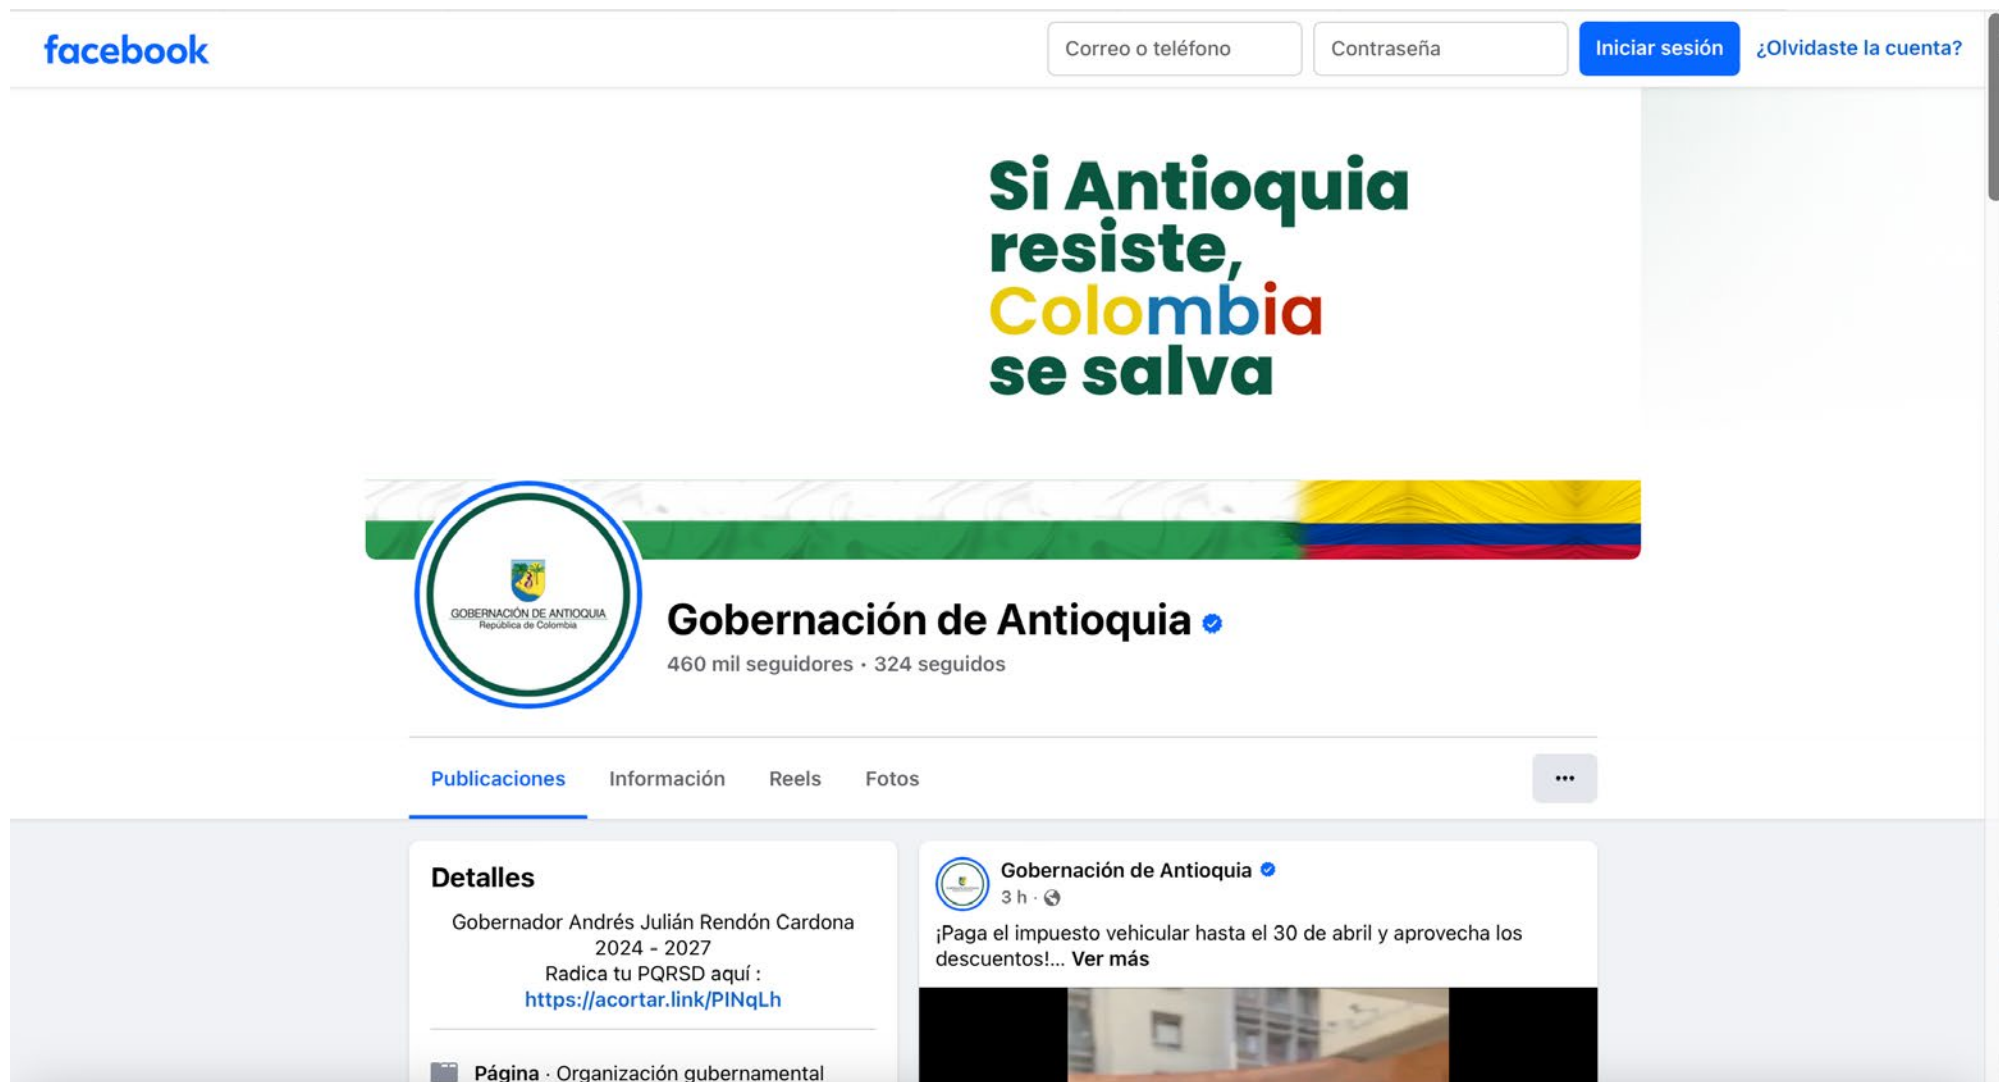 facebook
Correo o teléfono
Contraseña
Iniciar sesión
¿Olvidaste la cuenta?
Si Antioquia
resiste,
Colombia
se salva
GOBERNACIÓN DE ANTIOQUIA
República de Colombia
Gobernación de Antioquia
460 mil seguidores · 324 seguidos
Publicaciones
Información
Reels
Fotos
Detalles
Gobernador Andrés Julián Rendón Cardona
2024 - 2027
Radica tu PQRSD aquí :
https://acortar.link/PINqLh
Página · Organización gubernamental
Gobernación de Antioquia
3 h ·
¡Paga el impuesto vehicular hasta el 30 de abril y aprovecha los
descuentos!... Ver más